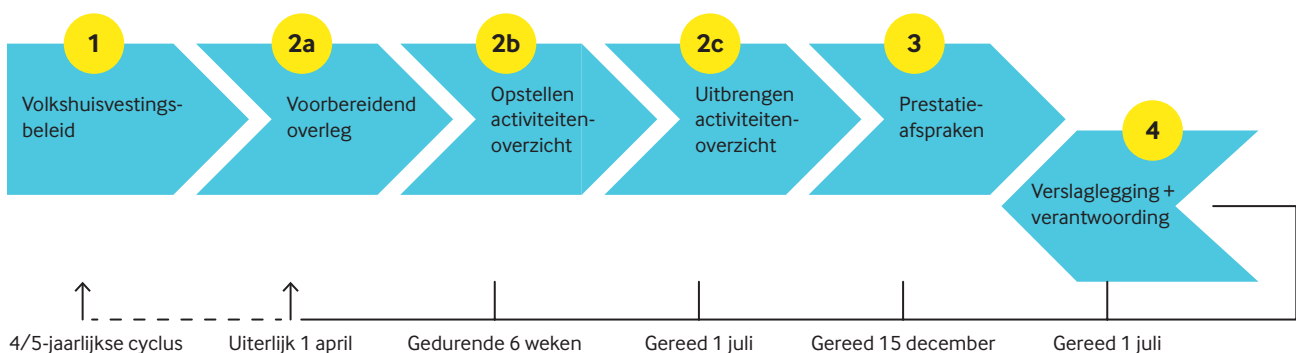 1
Volkshuisvestings-
beleid
2a
Voorbereidend
overleg
2b
Opstellen
activiteiten-
overzicht
2c
Uitbrengen
activiteiten-
overzicht
3
Prestatie-
afspraken
4
Verslaglegging +
verantwoording
4/5-jaarlijkse cyclus
Uiterlijk 1 april
Gedurende 6 weken
Gereed 1 juli
Gereed 15 december
Gereed 1 juli